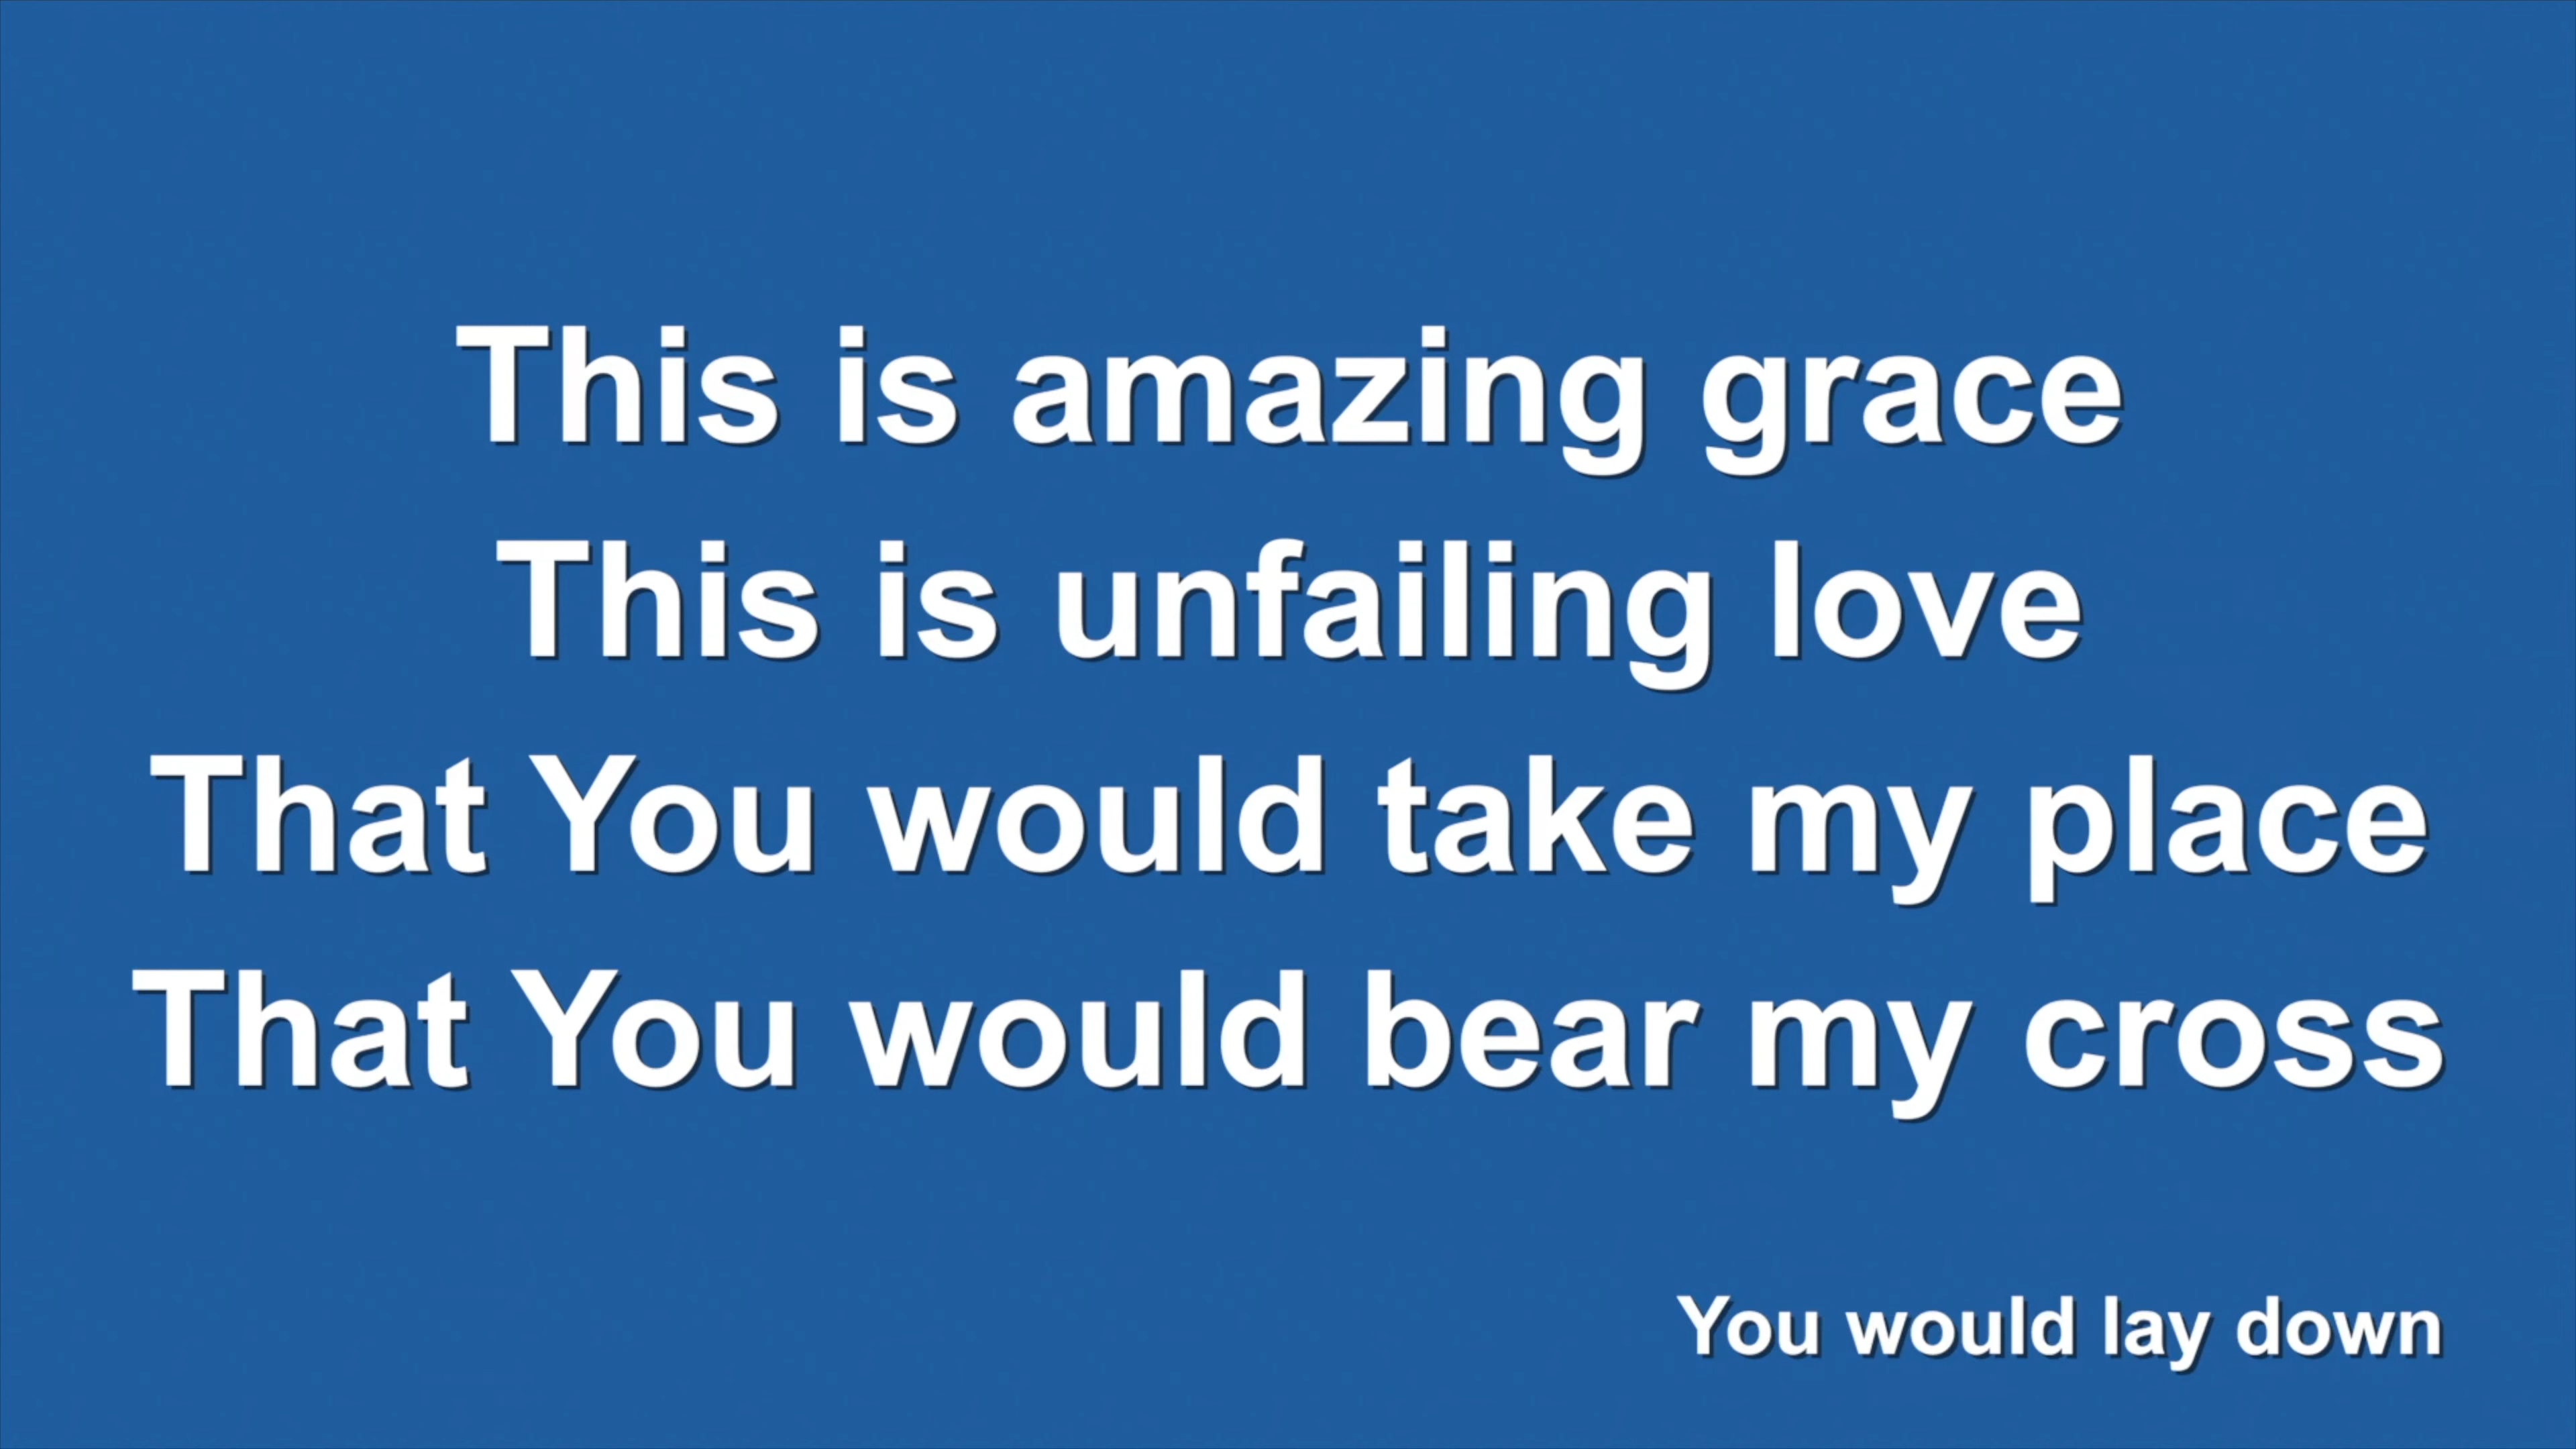 This is amazing grace
This is unfailing love
That You would take my place
That You would bear my cross
You would lay down